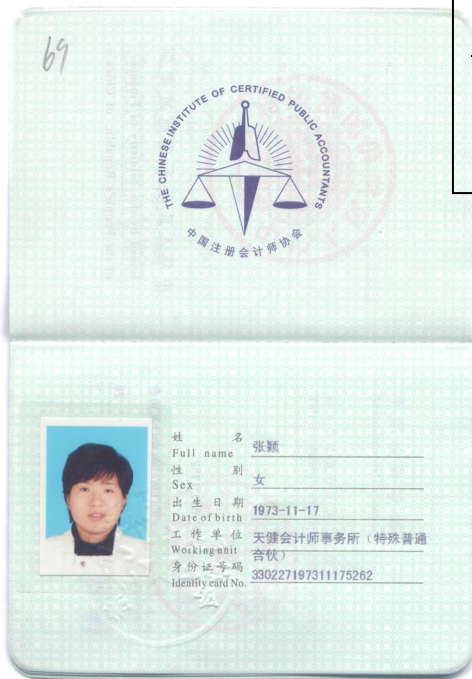 69
THE CHINESE INSTITUTE OF CERTIFIED PUBLIC ACCOUNTANTS
中国注册会计师协会
姓 名 张颖
Full name
性 别 女
Sex
出生日期 1973-11-17
Date of birth
工作单位 天健会计师事务所（特殊普通
Working unit 合伙）
身份证号码 330227197311175262
Identity card No.